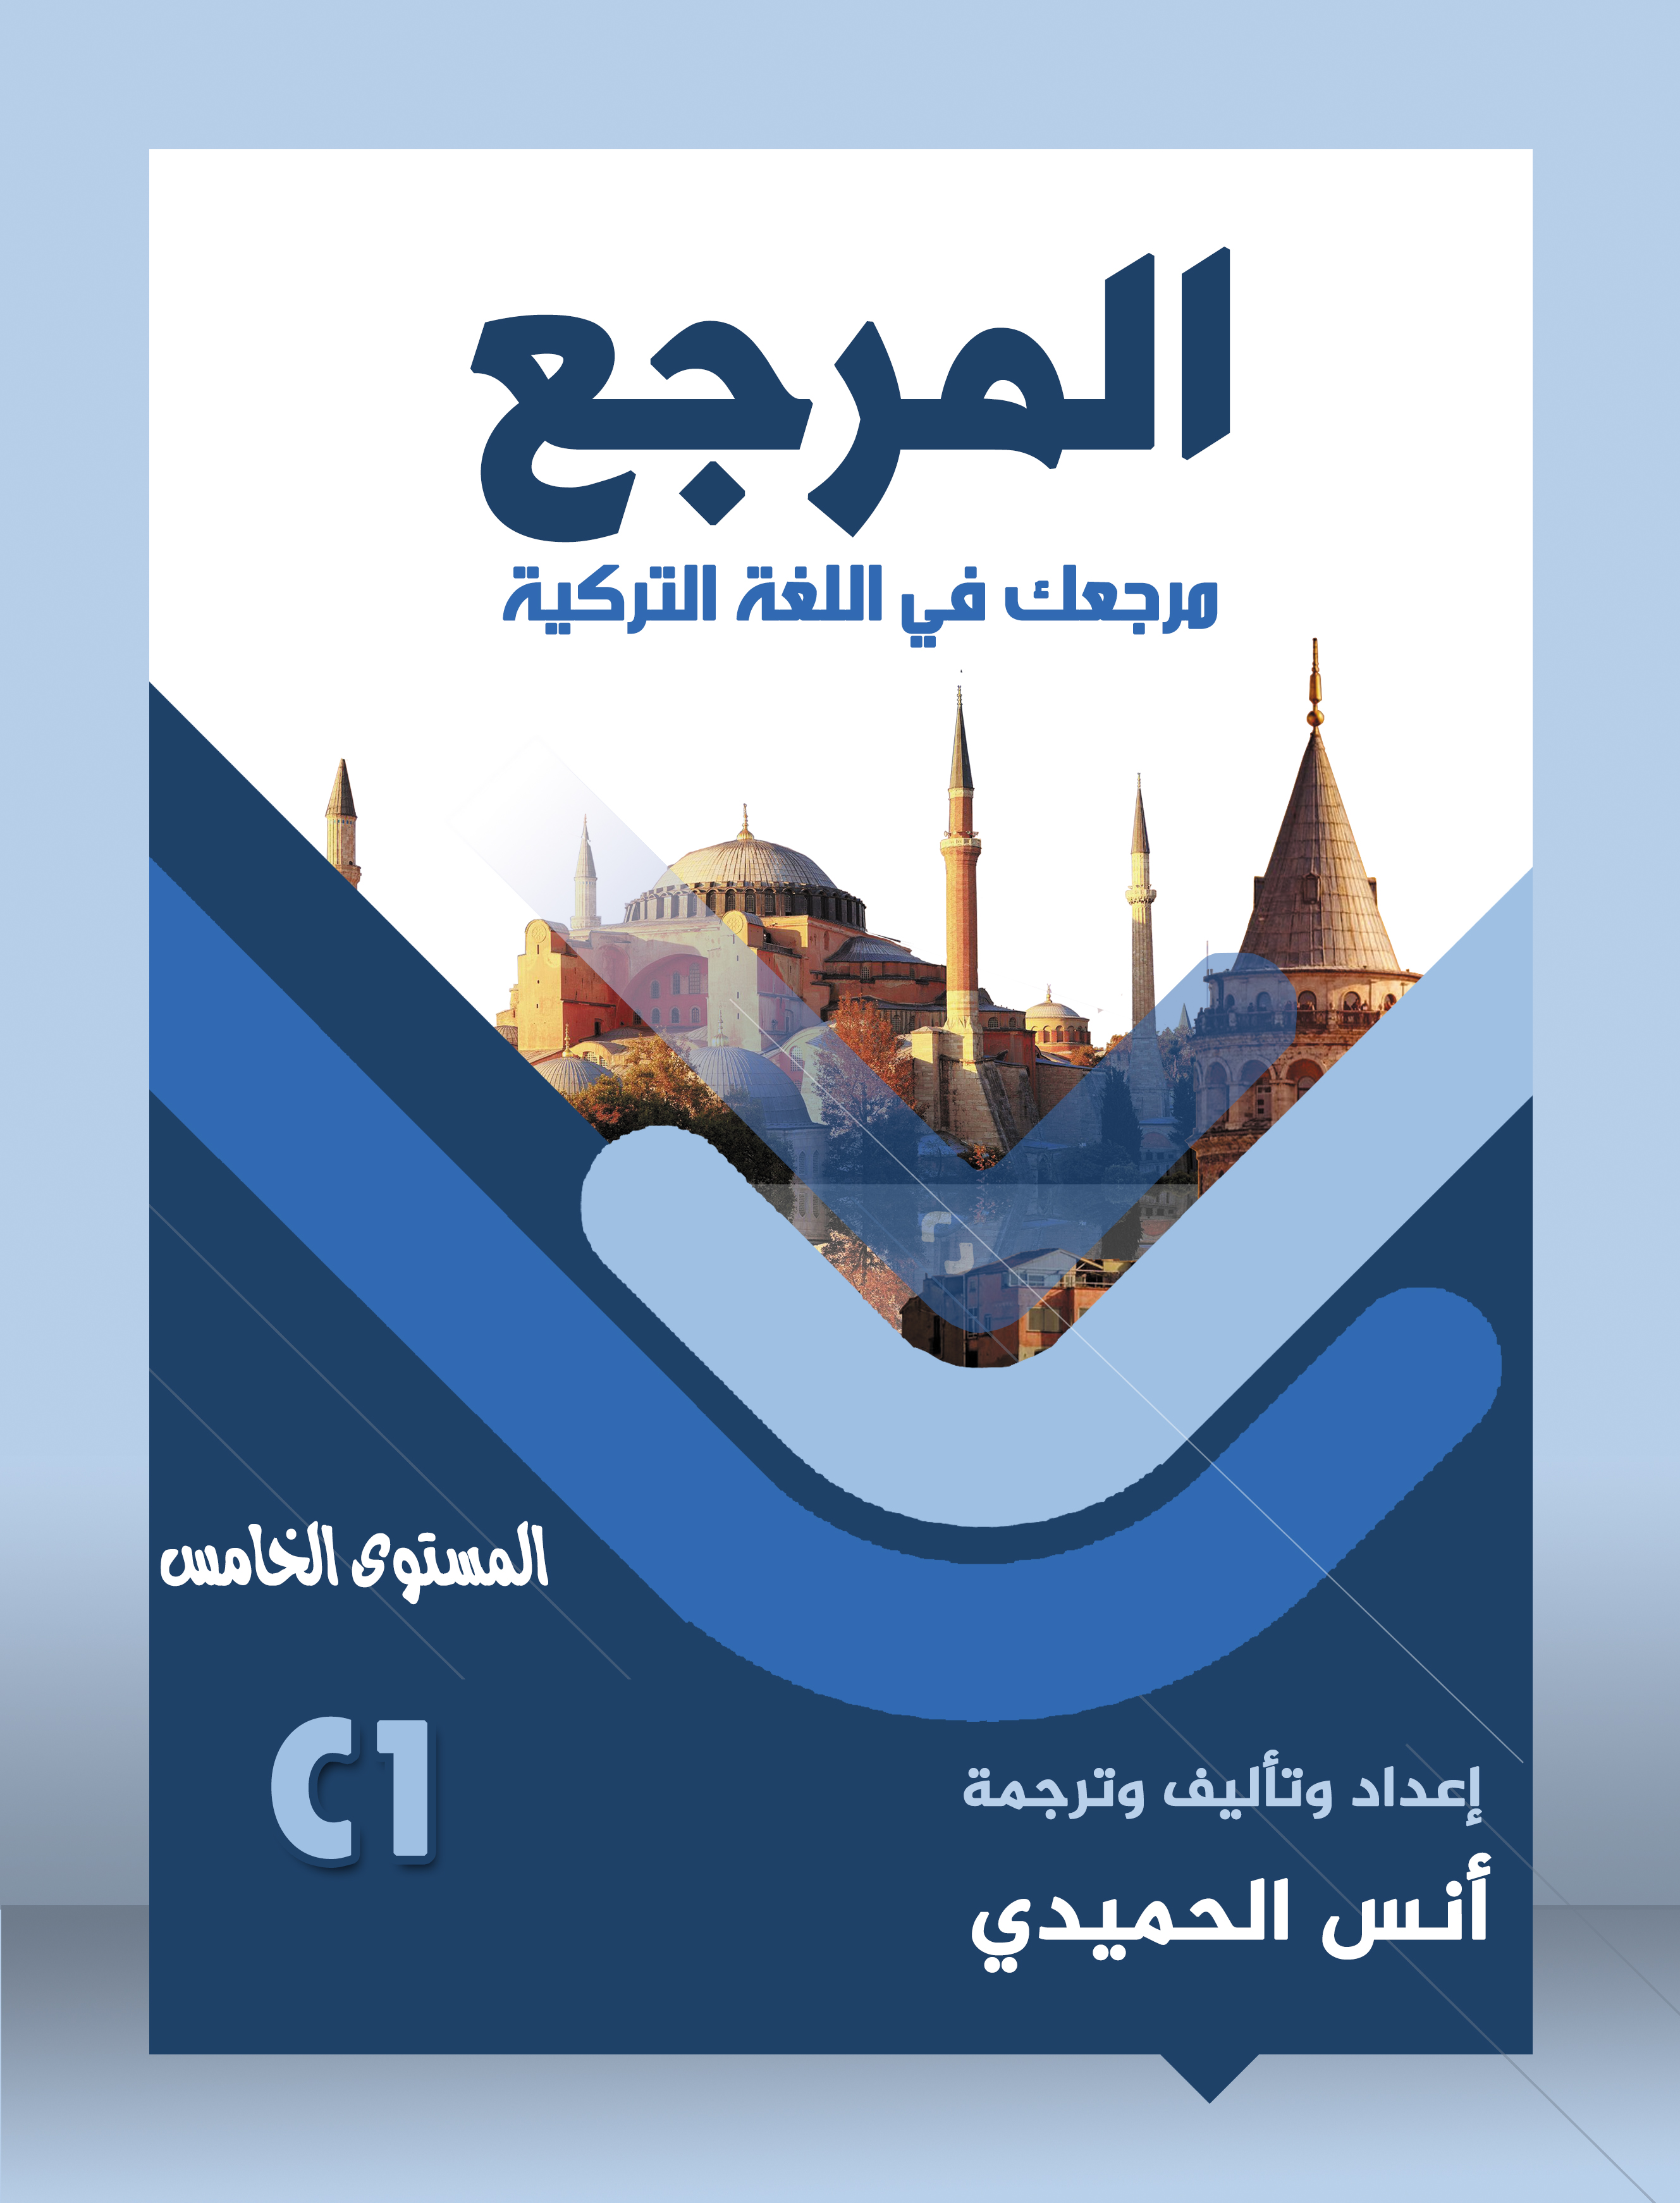 المرجع
مرجعك في اللغة التركية
المستوى الخامس
C1
إعداد وتأليف وترجمة
أنس الحميدي